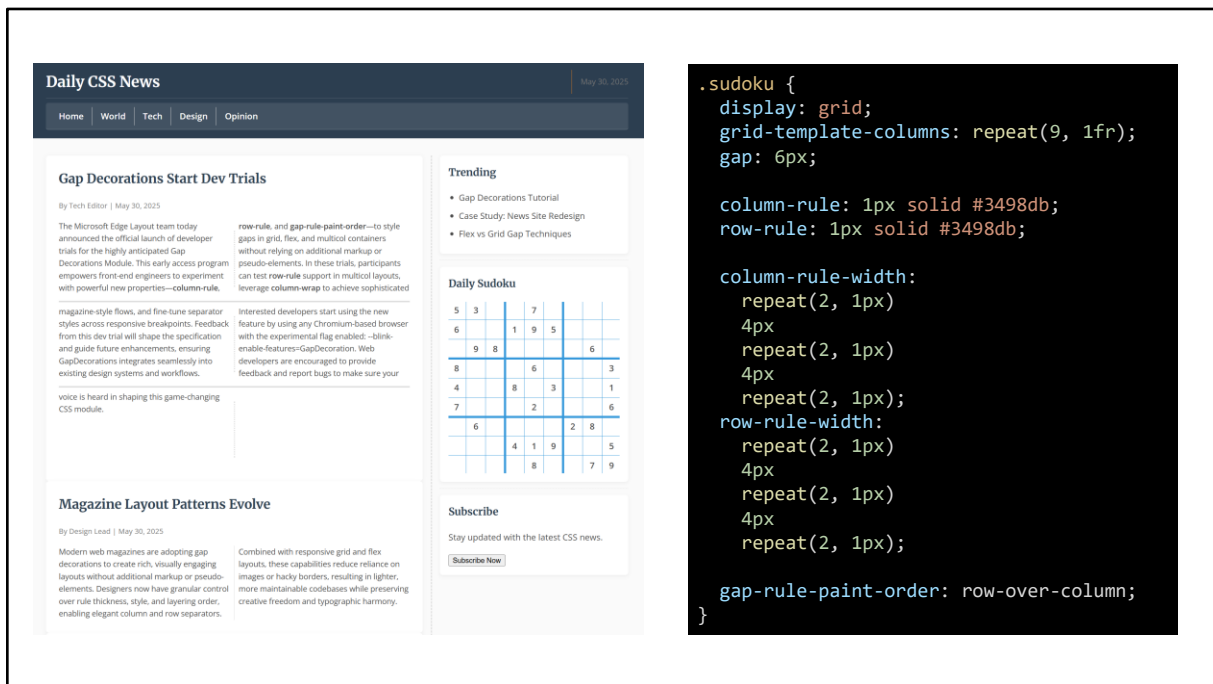 Daily CSS News
May 30, 2025
Home World Tech Design Opinion
Gap Decorations Start Dev Trials
By Tech Editor | May 30, 2025
The Microsoft Edge Layout team today
announced the official launch of developer
trials for the highly anticipated Gap
Decorations Module. This early access program
empowers front-end engineers to experiment
with powerful new properties—column-rule,
row-rule, and gap-rule-paint-order—to style
gaps in grid, flex, and multicol containers
without relying on additional markup or
pseudo-elements. In these trials, participants
can test row-rule support in multicol layouts,
leverage column-wrap to achieve sophisticated
magazine-style flows, and fine-tune separator
styles across responsive breakpoints. Feedback
from this dev trial will shape the specification
and guide future enhancements, ensuring
GapDecorations integrates seamlessly into
existing design systems and workflows.
Interested developers start using the new
feature by using any Chromium-based browser
with the experimental flag enabled: --blink-
enable-features=GapDecoration. Web
developers are encouraged to provide
feedback and report bugs to make sure your
voice is heard in shaping this game-changing
CSS module.
Magazine Layout Patterns Evolve
By Design Lead | May 30, 2025
Modern web magazines are adopting gap
decorations to create rich, visually engaging
layouts without additional markup or pseudo-
elements. Designers now have granular control
over rule thickness, style, and layering order,
enabling elegant column and row separators.
Combined with responsive grid and flex
layouts, these capabilities reduce reliance on
images or hacky borders, resulting in lighter,
more maintainable codebases while preserving
creative freedom and typographic harmony.
Trending
• Gap Decorations Tutorial
• Case Study: News Site Redesign
• Flex vs Grid Gap Techniques
Daily Sudoku
5 3 7
6 1 9 5
9 8 6
8 6 3
4 8 3 1
7 2 6
6 2 8
4 1 9 5
8 7 9
Subscribe
Stay updated with the latest CSS news.
Subscribe Now
.sudoku {
display: grid;
grid-template-columns: repeat(9, 1fr);
gap: 6px;
column-rule: 1px solid #3498db;
row-rule: 1px solid #3498db;
column-rule-width:
repeat(2, 1px)
4px
repeat(2, 1px)
4px
repeat(2, 1px);
row-rule-width:
repeat(2, 1px)
4px
repeat(2, 1px)
4px
repeat(2, 1px);
gap-rule-paint-order: row-over-column;
}